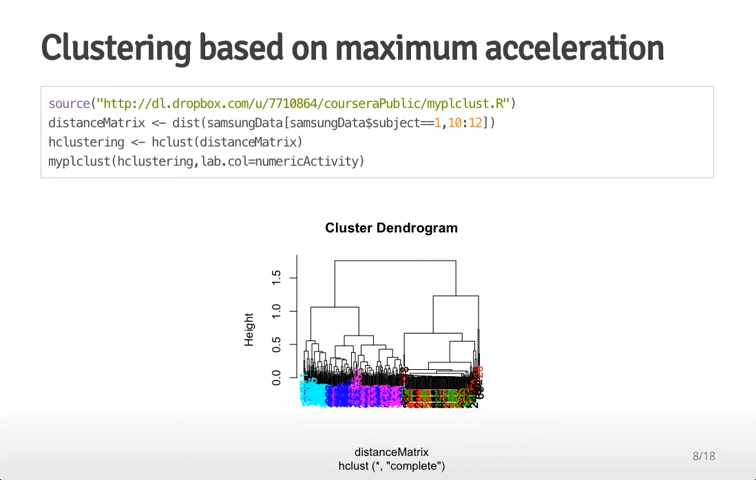 Clustering based on maximum acceleration
source("http://dl.dropbox.com/u/7710864/courseraPublic/myplclust.R")
distanceMatrix <- dist(samsungData[samsungData$subject==1,10:12])
hclustering <- hclust(distanceMatrix)
myplclust(hclustering,lab.col=numericActivity)
Cluster Dendrogram
Height
1.5
1.0
0.5
0.0
distanceMatrix
hclust (*, "complete")
8/18